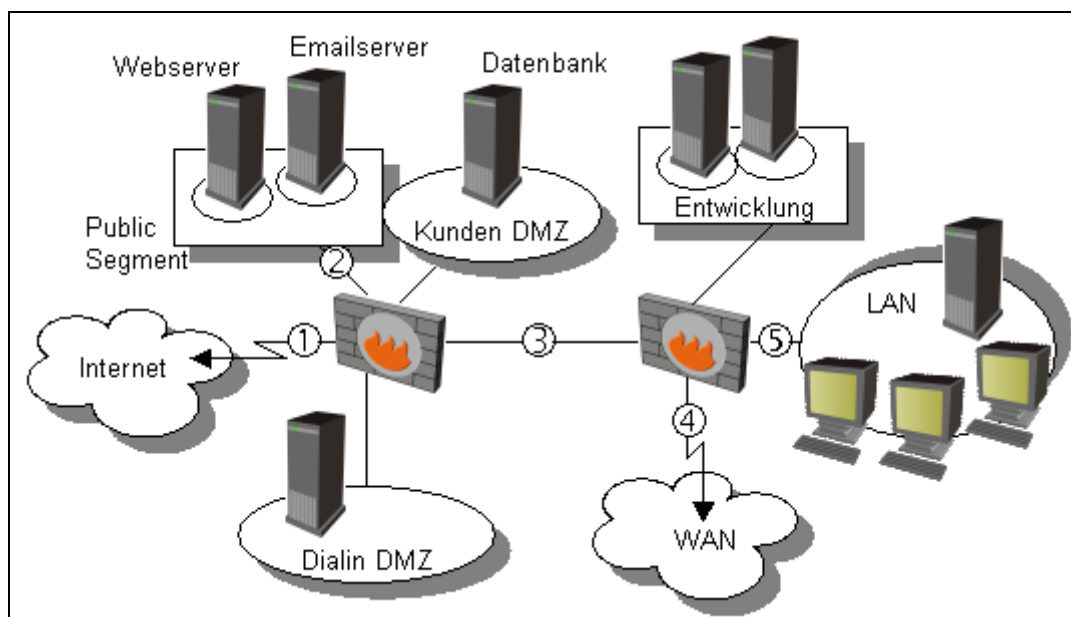 Emailserver
Webserver
Datenbank
Entwicklung
Public
Segment
Kunden DMZ
2
LAN
1
3
5
Internet
4
Dialin DMZ
WAN